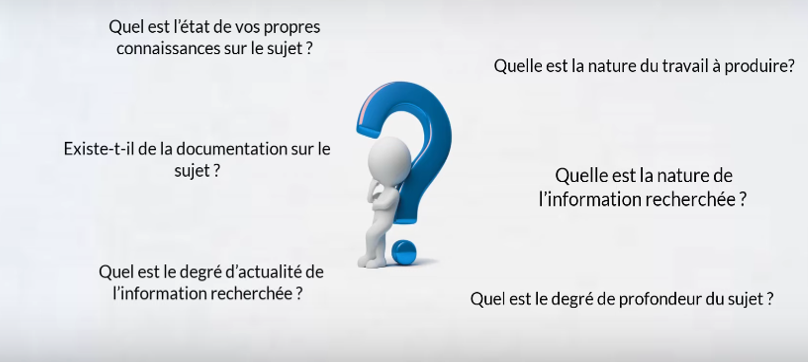 Quel est l’état de vos propres
connaissances sur le sujet ?
Quelle est la nature du travail à produire?
Existe-t-il de la documentation sur le
sujet ?
Quelle est la nature de
l’information recherchée ?
Quel est le degré d’actualité de
l’information recherchée ?
Quel est le degré de profondeur du sujet ?